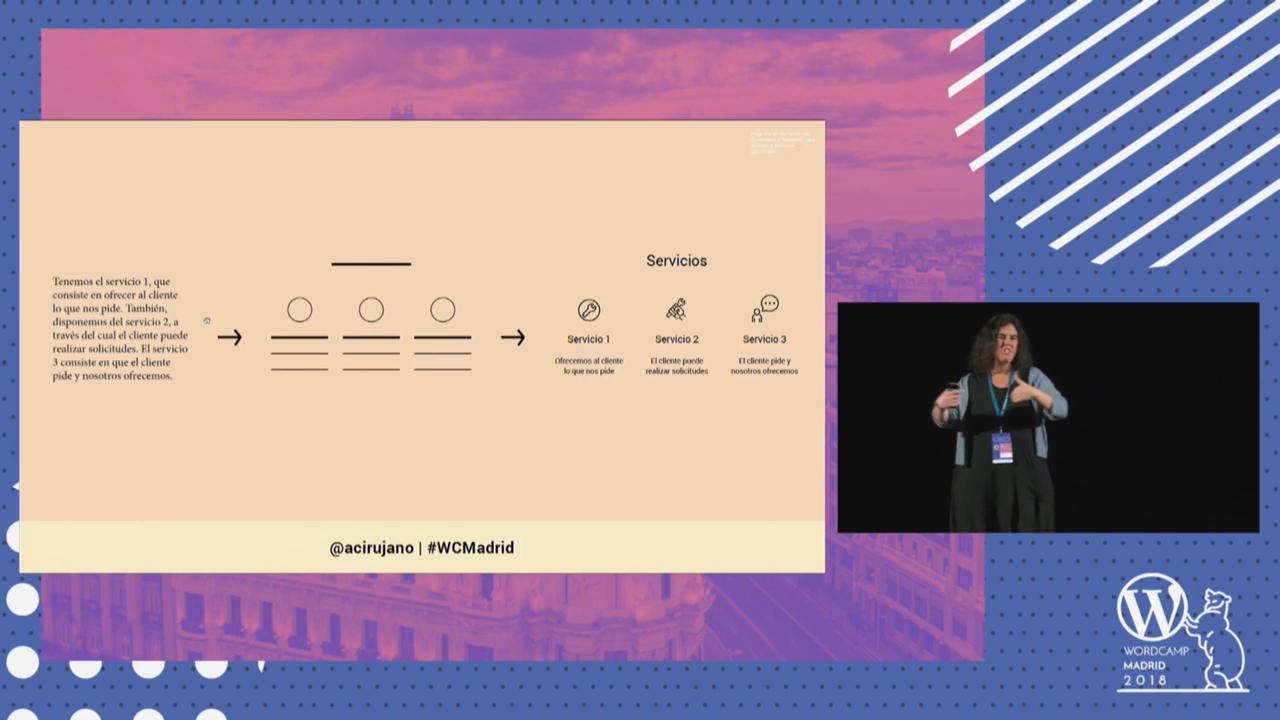 Tenemos el servicio 1, que
consiste en ofrecer al cliente
lo que nos pide. También,
disponemos del servicio 2, a
través del cual el cliente puede
realizar solicitudes. El servicio
3 consiste en que el cliente
pide y nosotros ofrecemos.
Servicios
Servicio 1
Ofrecemos al cliente
lo que nos pide
Servicio 2
El cliente puede
realizar solicitudes
Servicio 3
El cliente pide y
nosotros ofrecemos
@acirujano | #WCMadrid
WORDCAMP
MADRID
2018